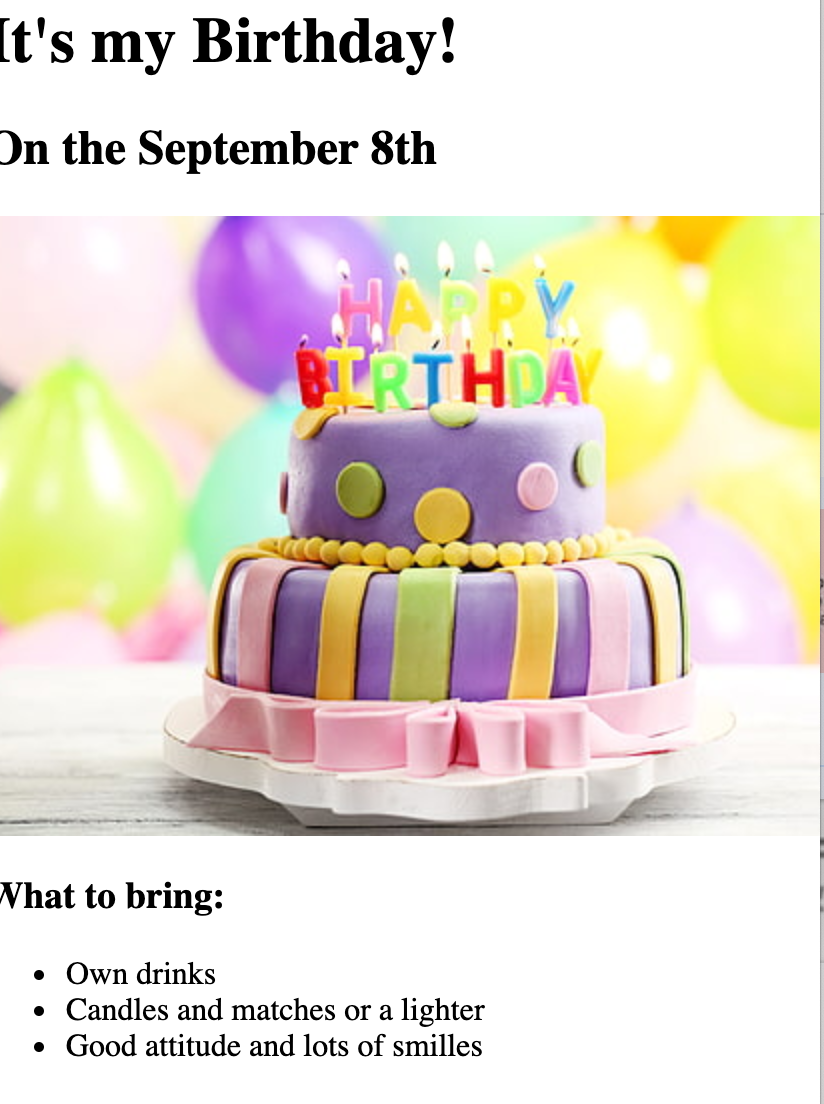 It's my Birthday!
On the September 8th
HAPPY
BIRTHDAY
What to bring:
Own drinks
Candles and matches or a lighter
Good attitude and lots of smilles